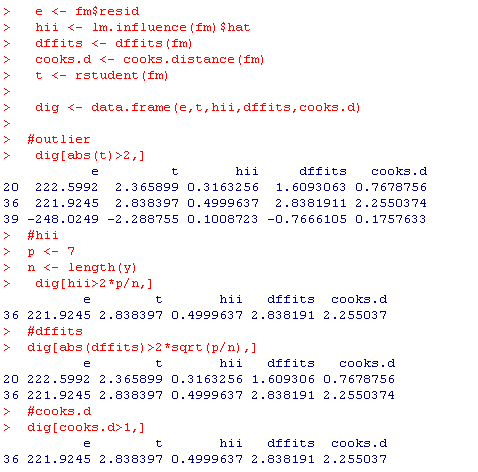 >   e <- fm$resid
>   hii <- lm.influence(fm)$hat
>   dffits <- dffits(fm)
>   cooks.d <- cooks.distance(fm)
>   t <- rstudent(fm)
>
>   dig <- data.frame(e,t,hii,dffits,cooks.d)
>
>  #outlier
>   dig[abs(t)>2,]
           e         t       hii     dffits   cooks.d
20  222.5992  2.365899 0.3163256  1.6093063 0.7678756
36  221.9245  2.838397 0.4999637  2.8381911 2.2550374
39 -248.0249 -2.288755 0.1008723 -0.7666105 0.1757633
>  #hii
>  p <- 7
>  n <- length(y)
>   dig[hii>2*p/n,]
          e        t       hii   dffits  cooks.d
36 221.9245 2.838397 0.4999637 2.838191 2.255037
>  #dffits
>  dig[abs(dffits)>2*sqrt(p/n),]
          e        t       hii   dffits   cooks.d
20 222.5992 2.365899 0.3163256 1.609306 0.7678756
36 221.9245 2.838397 0.4999637 2.838191 2.2550374
>  #cooks.d
>  dig[cooks.d>1,]
          e        t       hii   dffits  cooks.d
36 221.9245 2.838397 0.4999637 2.838191 2.255037